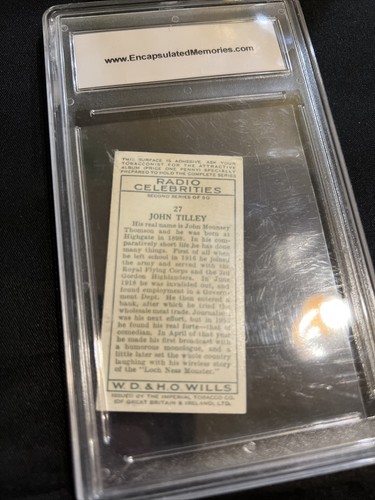 www.EncapsulatedMemories.com
THIS SURFACE IS ADHESIVE. ASK YOUR
TOBACCONIST FOR THE ATTRACTIVE
ALBUM (PRICE ONE PENNY) SPECIALLY
PREPARED TO HOLD THE COMPLETE SERIES
RADIO
CELEBRITIES
SECOND SERIES OF 50
27
JOHN TILLEY
His real name is John Mounsey
Thomson and he was born at
Highgate in 1898. In his com-
paratively short life he has done
many things. First of all when
he left school in 1916 he joined
the army and served with the
Royal Flying Corps and the
Gordon Highlanders. In June
1918 he was invalided out, and
found employment in a Govern-
ment Dept. He then entered a
bank, after which he tried the
wholesale meat trade. Journalism
was his next effort, but in
he found his real forte—that of
comedian. In April of that year
he made his first broadcast with
a humorous monologue, and a
little later set the whole country
laughing with his wireless story
of the "Loch Ness Monster."
W.D. & H.O. WILLS
ISSUED BY THE IMPERIAL TOBACCO CO.
(OF GREAT BRITAIN & IRELAND), LTD.